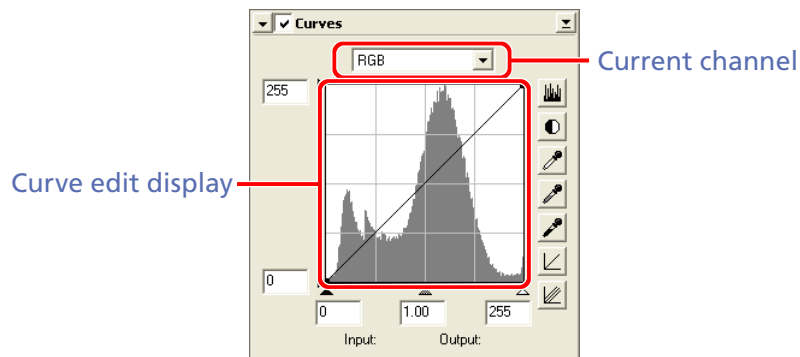 Curves
RGB
Current channel
255
Curve edit display
0
0 1.00 255
Input: Output: